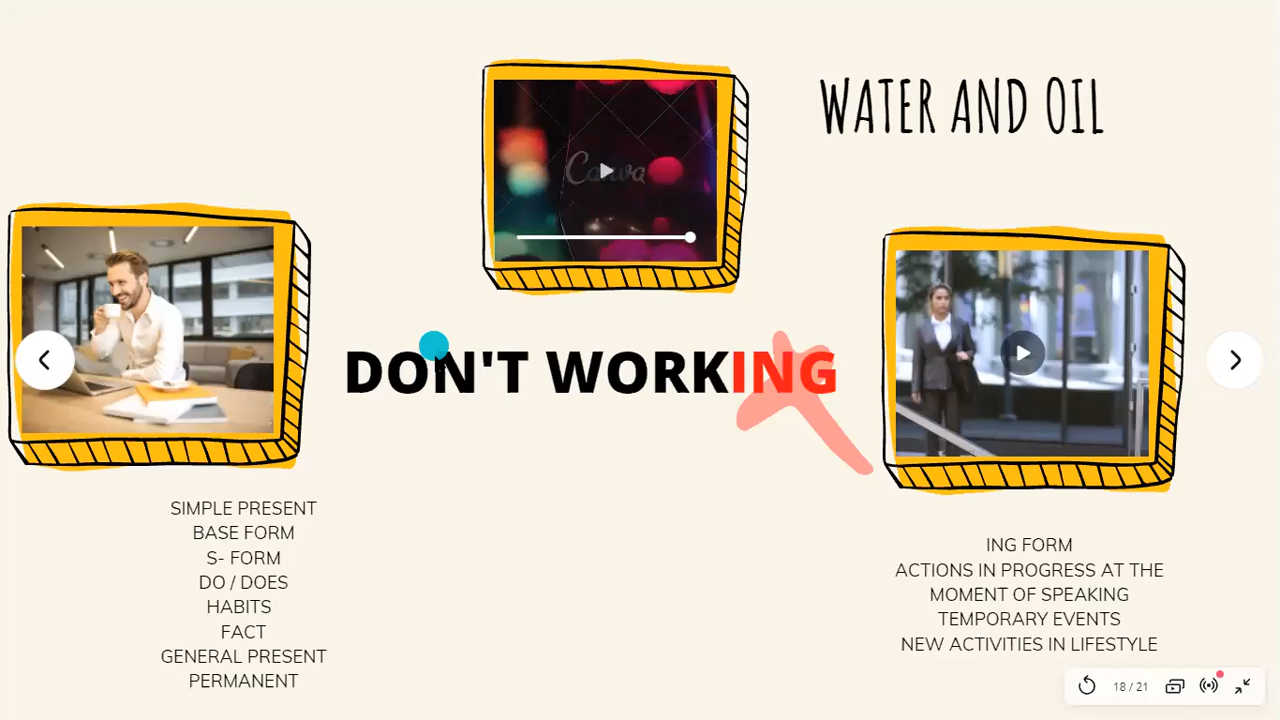 WATER AND OIL
Canva
DON'T WORKING
SIMPLE PRESENT
BASE FORM
S- FORM
DO / DOES
HABITS
FACT
GENERAL PRESENT
PERMANENT
ING FORM
ACTIONS IN PROGRESS AT THE
MOMENT OF SPEAKING
TEMPORARY EVENTS
NEW ACTIVITIES IN LIFESTYLE
18 / 21